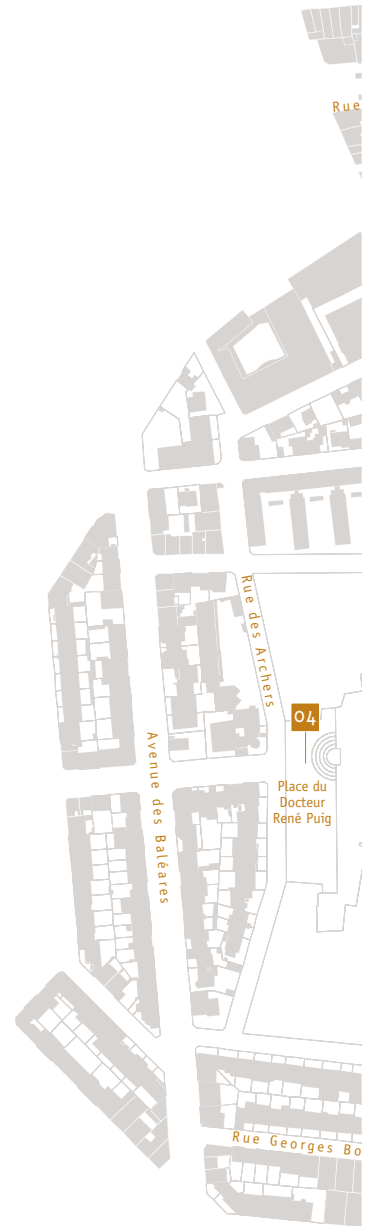 Rue
Rue des Archers
04
Avenue des Baléares
Place du
Docteur
René Puig
Rue Georges Bo